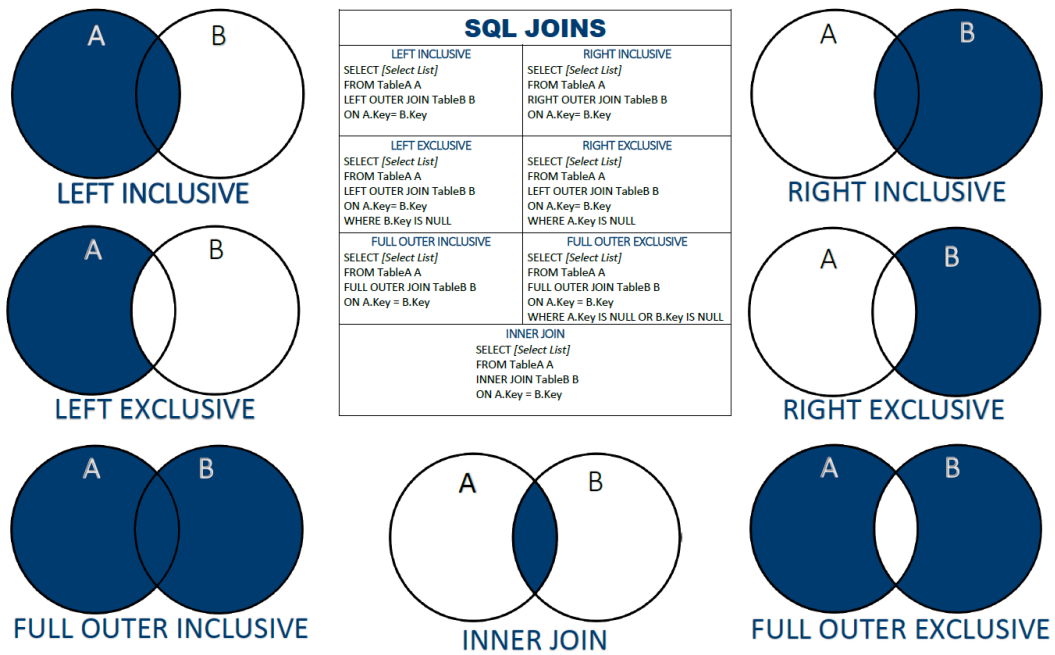 A
B
LEFT INCLUSIVE
SQL JOINS
LEFT INCLUSIVE
SELECT [Select List]
FROM TableA A
LEFT OUTER JOIN TableB B
ON A.Key= B.Key
RIGHT INCLUSIVE
SELECT [Select List]
FROM TableA A
RIGHT OUTER JOIN TableB B
ON A.Key= B.Key
LEFT EXCLUSIVE
SELECT [Select List]
FROM TableA A
LEFT OUTER JOIN TableB B
ON A.Key= B.Key
WHERE B.Key IS NULL
RIGHT EXCLUSIVE
SELECT [Select List]
FROM TableA A
LEFT OUTER JOIN TableB B
ON A.Key= B.Key
WHERE A.Key IS NULL
FULL OUTER INCLUSIVE
SELECT [Select List]
FROM TableA A
FULL OUTER JOIN TableB B
ON A.Key = B.Key
FULL OUTER EXCLUSIVE
SELECT [Select List]
FROM TableA A
FULL OUTER JOIN TableB B
ON A.Key = B.Key
WHERE A.Key IS NULL OR B.Key IS NULL
INNER JOIN
SELECT [Select List]
FROM TableA A
INNER JOIN TableB B
ON A.Key = B.Key
A
B
RIGHT INCLUSIVE
A
B
LEFT EXCLUSIVE
A
B
RIGHT EXCLUSIVE
A
B
FULL OUTER INCLUSIVE
A
B
INNER JOIN
A
B
FULL OUTER EXCLUSIVE